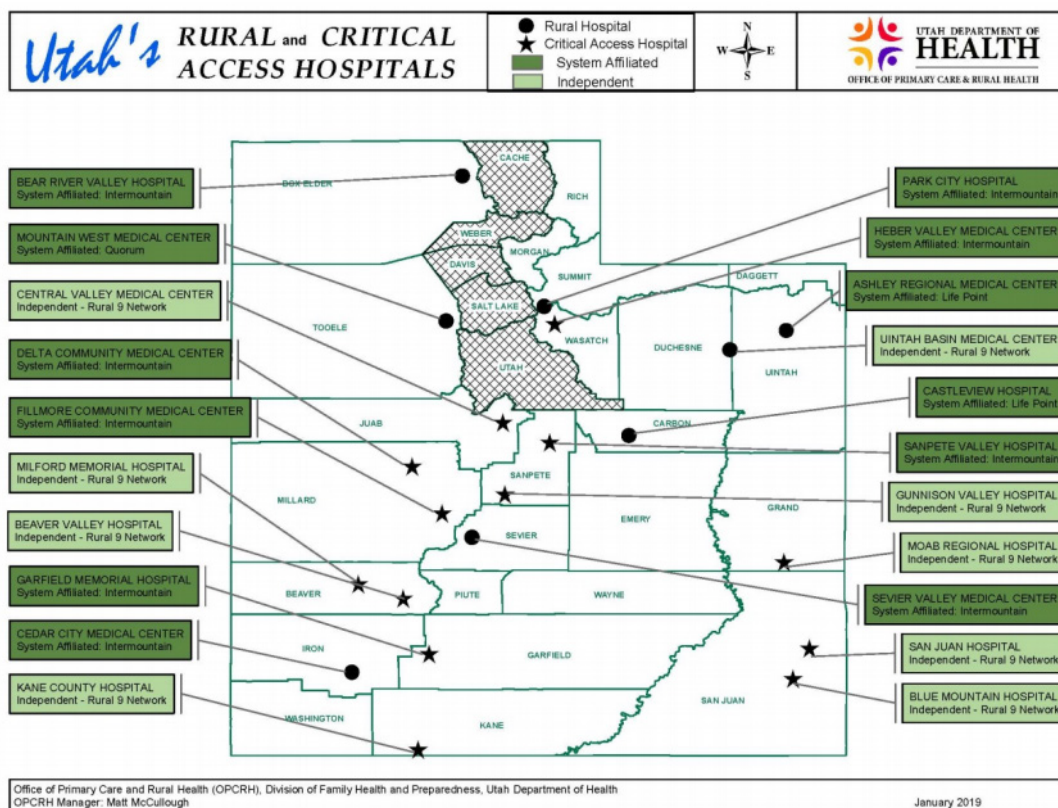 Utah's RURAL and CRITICAL
ACCESS HOSPITALS
Rural Hospital
Critical Access Hospital
System Affiliated
Independent
N
W E
S
UTAH DEPARTMENT OF
HEALTH
OFFICE OF PRIMARY CARE & RURAL HEALTH
BEAR RIVER VALLEY HOSPITAL
System Affiliated: Intermountain
MOUNTAIN WEST MEDICAL CENTER
System Affiliated: Quorum
CENTRAL VALLEY MEDICAL CENTER
Independent - Rural 9 Network
DELTA COMMUNITY MEDICAL CENTER
System Affiliated: Intermountain
FILLMORE COMMUNITY MEDICAL CENTER
System Affiliated: Intermountain
MILFORD MEMORIAL HOSPITAL
Independent - Rural 9 Network
BEAVER VALLEY HOSPITAL
Independent - Rural 9 Network
GARFIELD MEMORIAL HOSPITAL
System Affiliated: Intermountain
CEDAR CITY MEDICAL CENTER
System Affiliated: Intermountain
KANE COUNTY HOSPITAL
Independent - Rural 9 Network
CACHE
BOX ELDER
RICH
WEBER
MORGAN
DAVIS
SUMMIT
DAGGETT
SALT LAKE
TOOELE
WASATCH
DUCHESNE
UINTAH
UTAH
JUAB
CARBON
SANPETE
MILLARD
EMERY
GRAND
SEVIER
BEAVER
PIUTE
WAYNE
IRON
GARFIELD
SAN JUAN
WASHINGTON
KANE
PARK CITY HOSPITAL
System Affiliated: Intermountain
HEBER VALLEY MEDICAL CENTER
System Affiliated: Intermountain
ASHLEY REGIONAL MEDICAL CENTER
System Affiliated: Life Point
UINTAH BASIN MEDICAL CENTER
Independent - Rural 9 Network
CASTLEVIEW HOSPITAL
System Affiliated: Life Point
SANPETE VALLEY HOSPITAL
System Affiliated: Intermountain
GUNNISON VALLEY HOSPITAL
Independent - Rural 9 Network
MOAB REGIONAL HOSPITAL
Independent - Rural 9 Network
SEVIER VALLEY MEDICAL CENTER
System Affiliated: Intermountain
SAN JUAN HOSPITAL
Independent - Rural 9 Network
BLUE MOUNTAIN HOSPITAL
Independent - Rural 9 Network
Office of Primary Care and Rural Health (OPCRH), Division of Family Health and Preparedness, Utah Department of Health
OPCRH Manager: Matt McCullough January 2019